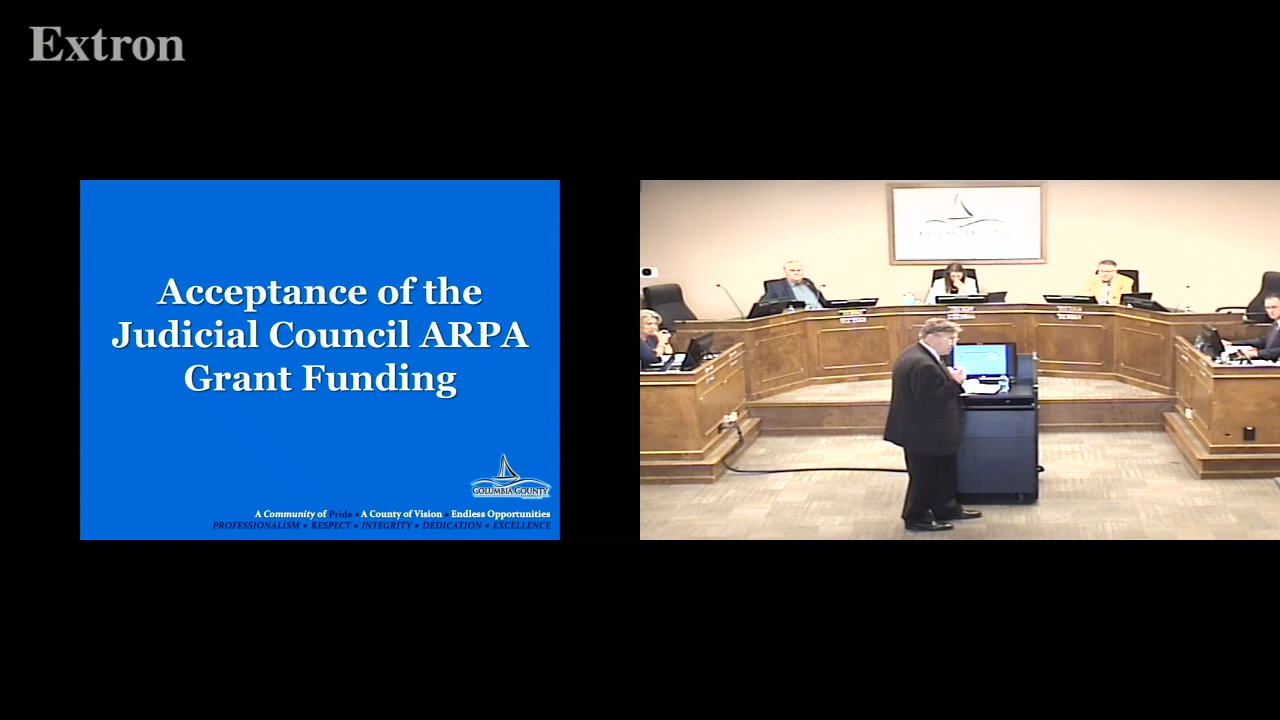 Extron
Acceptance of the
Judicial Council ARPA
Grant Funding
COLUMBIA COUNTY
A Community of Pride • A County of Vision • Endless Opportunities
PROFESSIONALISM • RESPECT • INTEGRITY • DEDICATION • EXCELLENCE